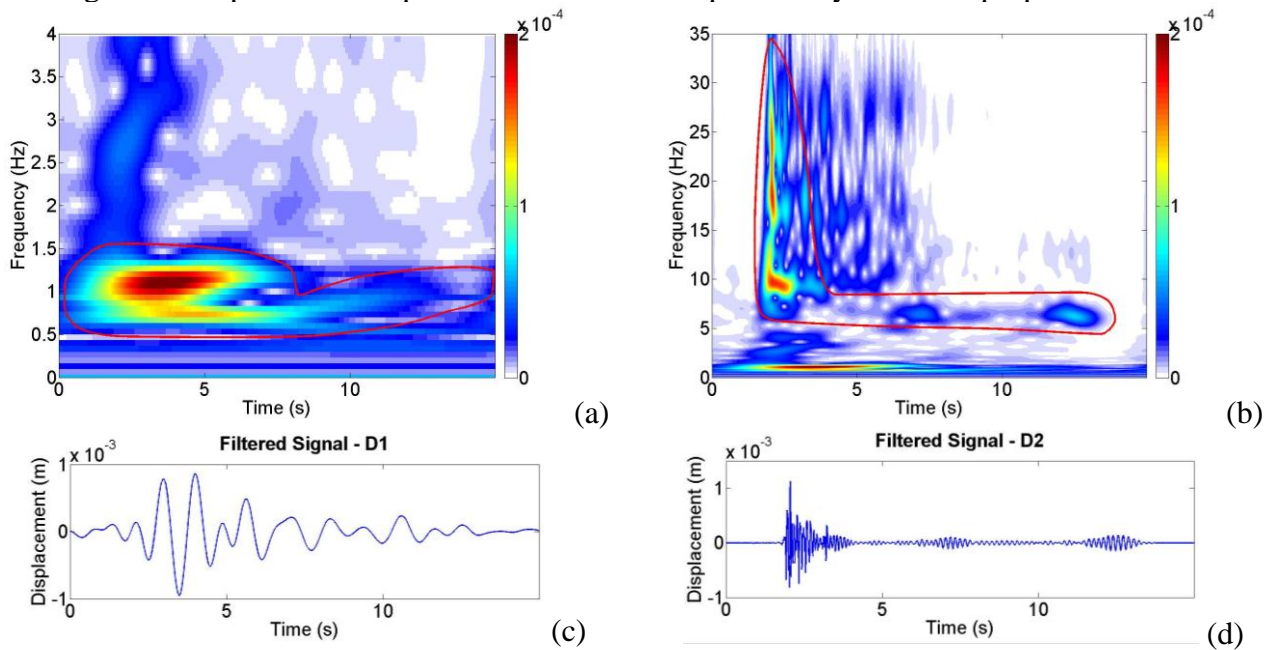 x 10⁻⁴
4
3.5
3
2.5
2
1.5
1
0.5
0
Frequency (Hz)
0 5 10
Time (s)
2
1
0
(a)
x 10⁻⁴
35
30
25
20
15
10
5
0
Frequency (Hz)
0 5 10
Time (s)
2
1
0
(b)
Filtered Signal - D1
x 10⁻³
1
0
-1
Displacement (m)
0 5 10
Time (s)
(c)
Filtered Signal - D2
x 10⁻³
1
0
-1
Displacement (m)
0 5 10
Time (s)
(d)